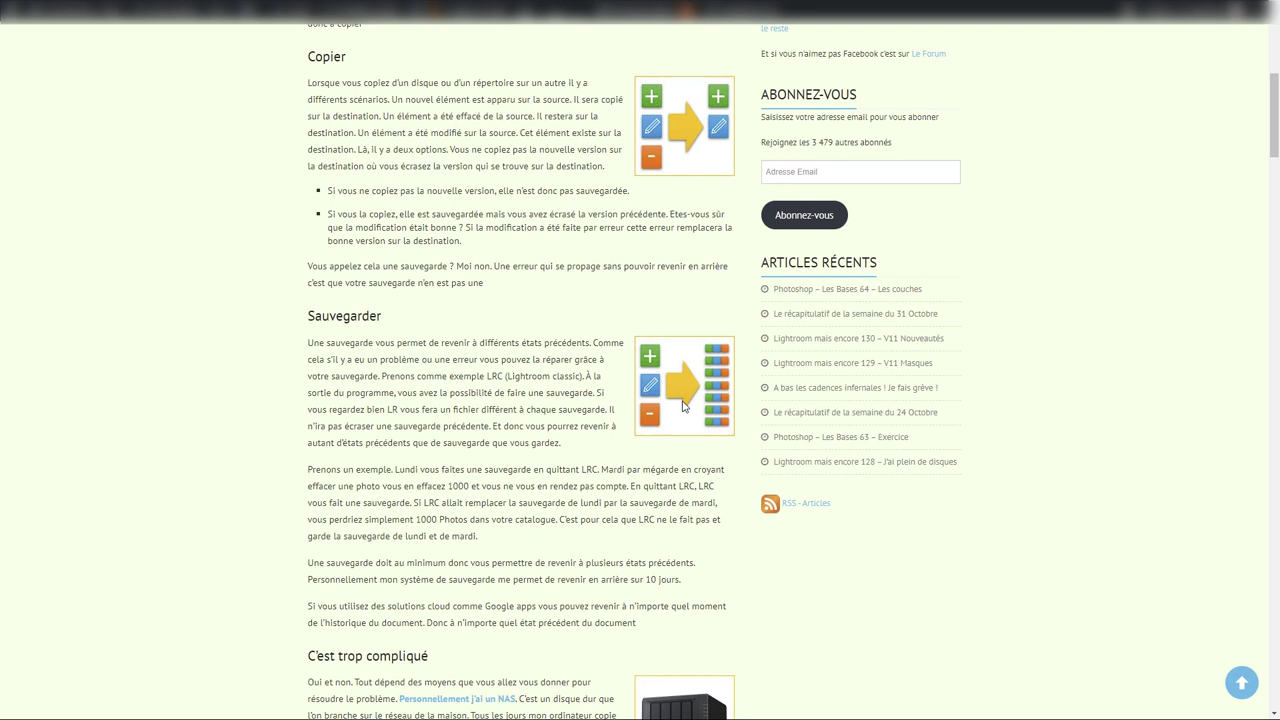 donc à copier
Copier
Lorsque vous copiez d'un disque ou d'un répertoire sur un autre il y a
différents scénarios. Un nouvel élément est apparu sur la source. Il sera copié
sur la destination. Un élément a été effacé de la source. Il restera sur la
destination. Un élément a été modifié sur la source. Cet élément existe sur la
destination. Là, il y a deux options. Vous ne copiez pas la nouvelle version sur
la destination où vous écrasez la version qui se trouve sur la destination.
Si vous ne copiez pas la nouvelle version, elle n'est donc pas sauvegardée.
Si vous la copiez, elle est sauvegardée mais vous avez écrasé la version précédente. Etes-vous sûr
que la modification était bonne ? Si la modification a été faite par erreur cette erreur remplacera la
bonne version sur la destination.
Vous appelez cela une sauvegarde ? Moi non. Une erreur qui se propage sans pouvoir revenir en arrière
c'est que votre sauvegarde n'en est pas une
Sauvegarder
Une sauvegarde vous permet de revenir à différents états précédents. Comme
cela s'il y a eu un problème ou une erreur vous pouvez la réparer grâce à
votre sauvegarde. Prenons comme exemple LRC (Lightroom classic). À la
sortie du programme, vous avez la possibilité de faire une sauvegarde. Si
vous regardez bien LR vous fera un fichier différent à chaque sauvegarde. Il
n'ira pas écraser une sauvegarde précédente. Et donc vous pourrez revenir à
autant d'états précédents que de sauvegarde que vous gardez.
Prenons un exemple. Lundi vous faites une sauvegarde en quittant LRC. Mardi par mégarde en croyant
effacer une photo vous en effacez 1000 et vous ne vous en rendez pas compte. En quittant LRC, LRC
vous fait une sauvegarde. Si LRC allait remplacer la sauvegarde de lundi par la sauvegarde de mardi,
vous perdriez simplement 1000 Photos dans votre catalogue. C'est pour cela que LRC ne le fait pas et
garde la sauvegarde de lundi et de mardi.
Une sauvegarde doit au minimum donc vous permettre de revenir à plusieurs états précédents.
Personnellement mon système de sauvegarde me permet de revenir en arrière sur 10 jours.
Si vous utilisez des solutions cloud comme Google apps vous pouvez revenir à n'importe quel moment
de l'historique du document. Donc à n'importe quel état précédent du document
C'est trop compliqué
Oui et non. Tout dépend des moyens que vous allez vous donner pour
résoudre le problème. Personnellement j'ai un NAS. C'est un disque dur que
l'on branche sur le réseau de la maison. Tous les jours mon ordinateur copie
le reste
Et si vous n'aimez pas Facebook c'est sur Le Forum
ABONNEZ-VOUS
Saisissez votre adresse email pour vous abonner
Rejoignez les 3 479 autres abonnés
Adresse Email
Abonnez-vous
ARTICLES RÉCENTS
Photoshop – Les Bases 64 – Les couches
Le récapitulatif de la semaine du 31 Octobre
Lightroom mais encore 130 – V11 Nouveautés
Lightroom mais encore 129 – V11 Masques
A bas les cadences infernales ! Je fais grève !
Le récapitulatif de la semaine du 24 Octobre
Photoshop – Les Bases 63 – Exercice
Lightroom mais encore 128 – J'ai plein de disques
RSS - Articles